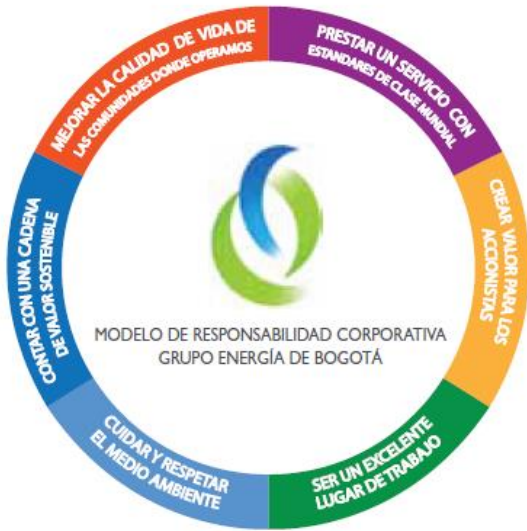 MEJORAR LA CALIDAD DE VIDA DE
LAS COMUNIDADES DONDE OPERAMOS
PRESTAR UN SERVICIO CON
ESTANDARES DE CLASE MUNDIAL
CREAR VALOR PARA LOS
ACCIONISTAS
SER UN EXCELENTE
LUGAR DE TRABAJO
CUIDAR Y RESPETAR
EL MEDIO AMBIENTE
CONTAR CON UNA CADENA
DE VALOR SOSTENIBLE
MODELO DE RESPONSABILIDAD CORPORATIVA
GRUPO ENERGÍA DE BOGOTÁ